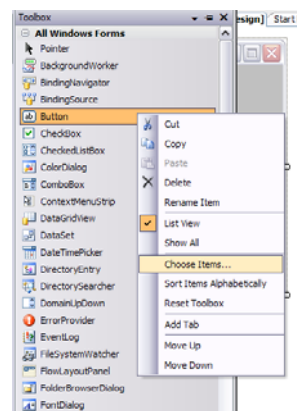 Toolbox
esign]
Start
All Windows Forms
Pointer
BackgroundWorker
BindingNavigator
BindingSource
Button
CheckBox
CheckedListBox
ColorDialog
ComboBox
ContextMenuStrip
DataGridView
DataSet
DateTimePicker
DirectoryEntry
DirectorySearcher
DomainUpDown
ErrorProvider
EventLog
FileSystemWatcher
FlowLayoutPanel
FolderBrowserDialog
FontDialog
Cut
Copy
Paste
Delete
Rename Item
List View
Show All
Choose Items...
Sort Items Alphabetically
Reset Toolbox
Add Tab
Move Up
Move Down